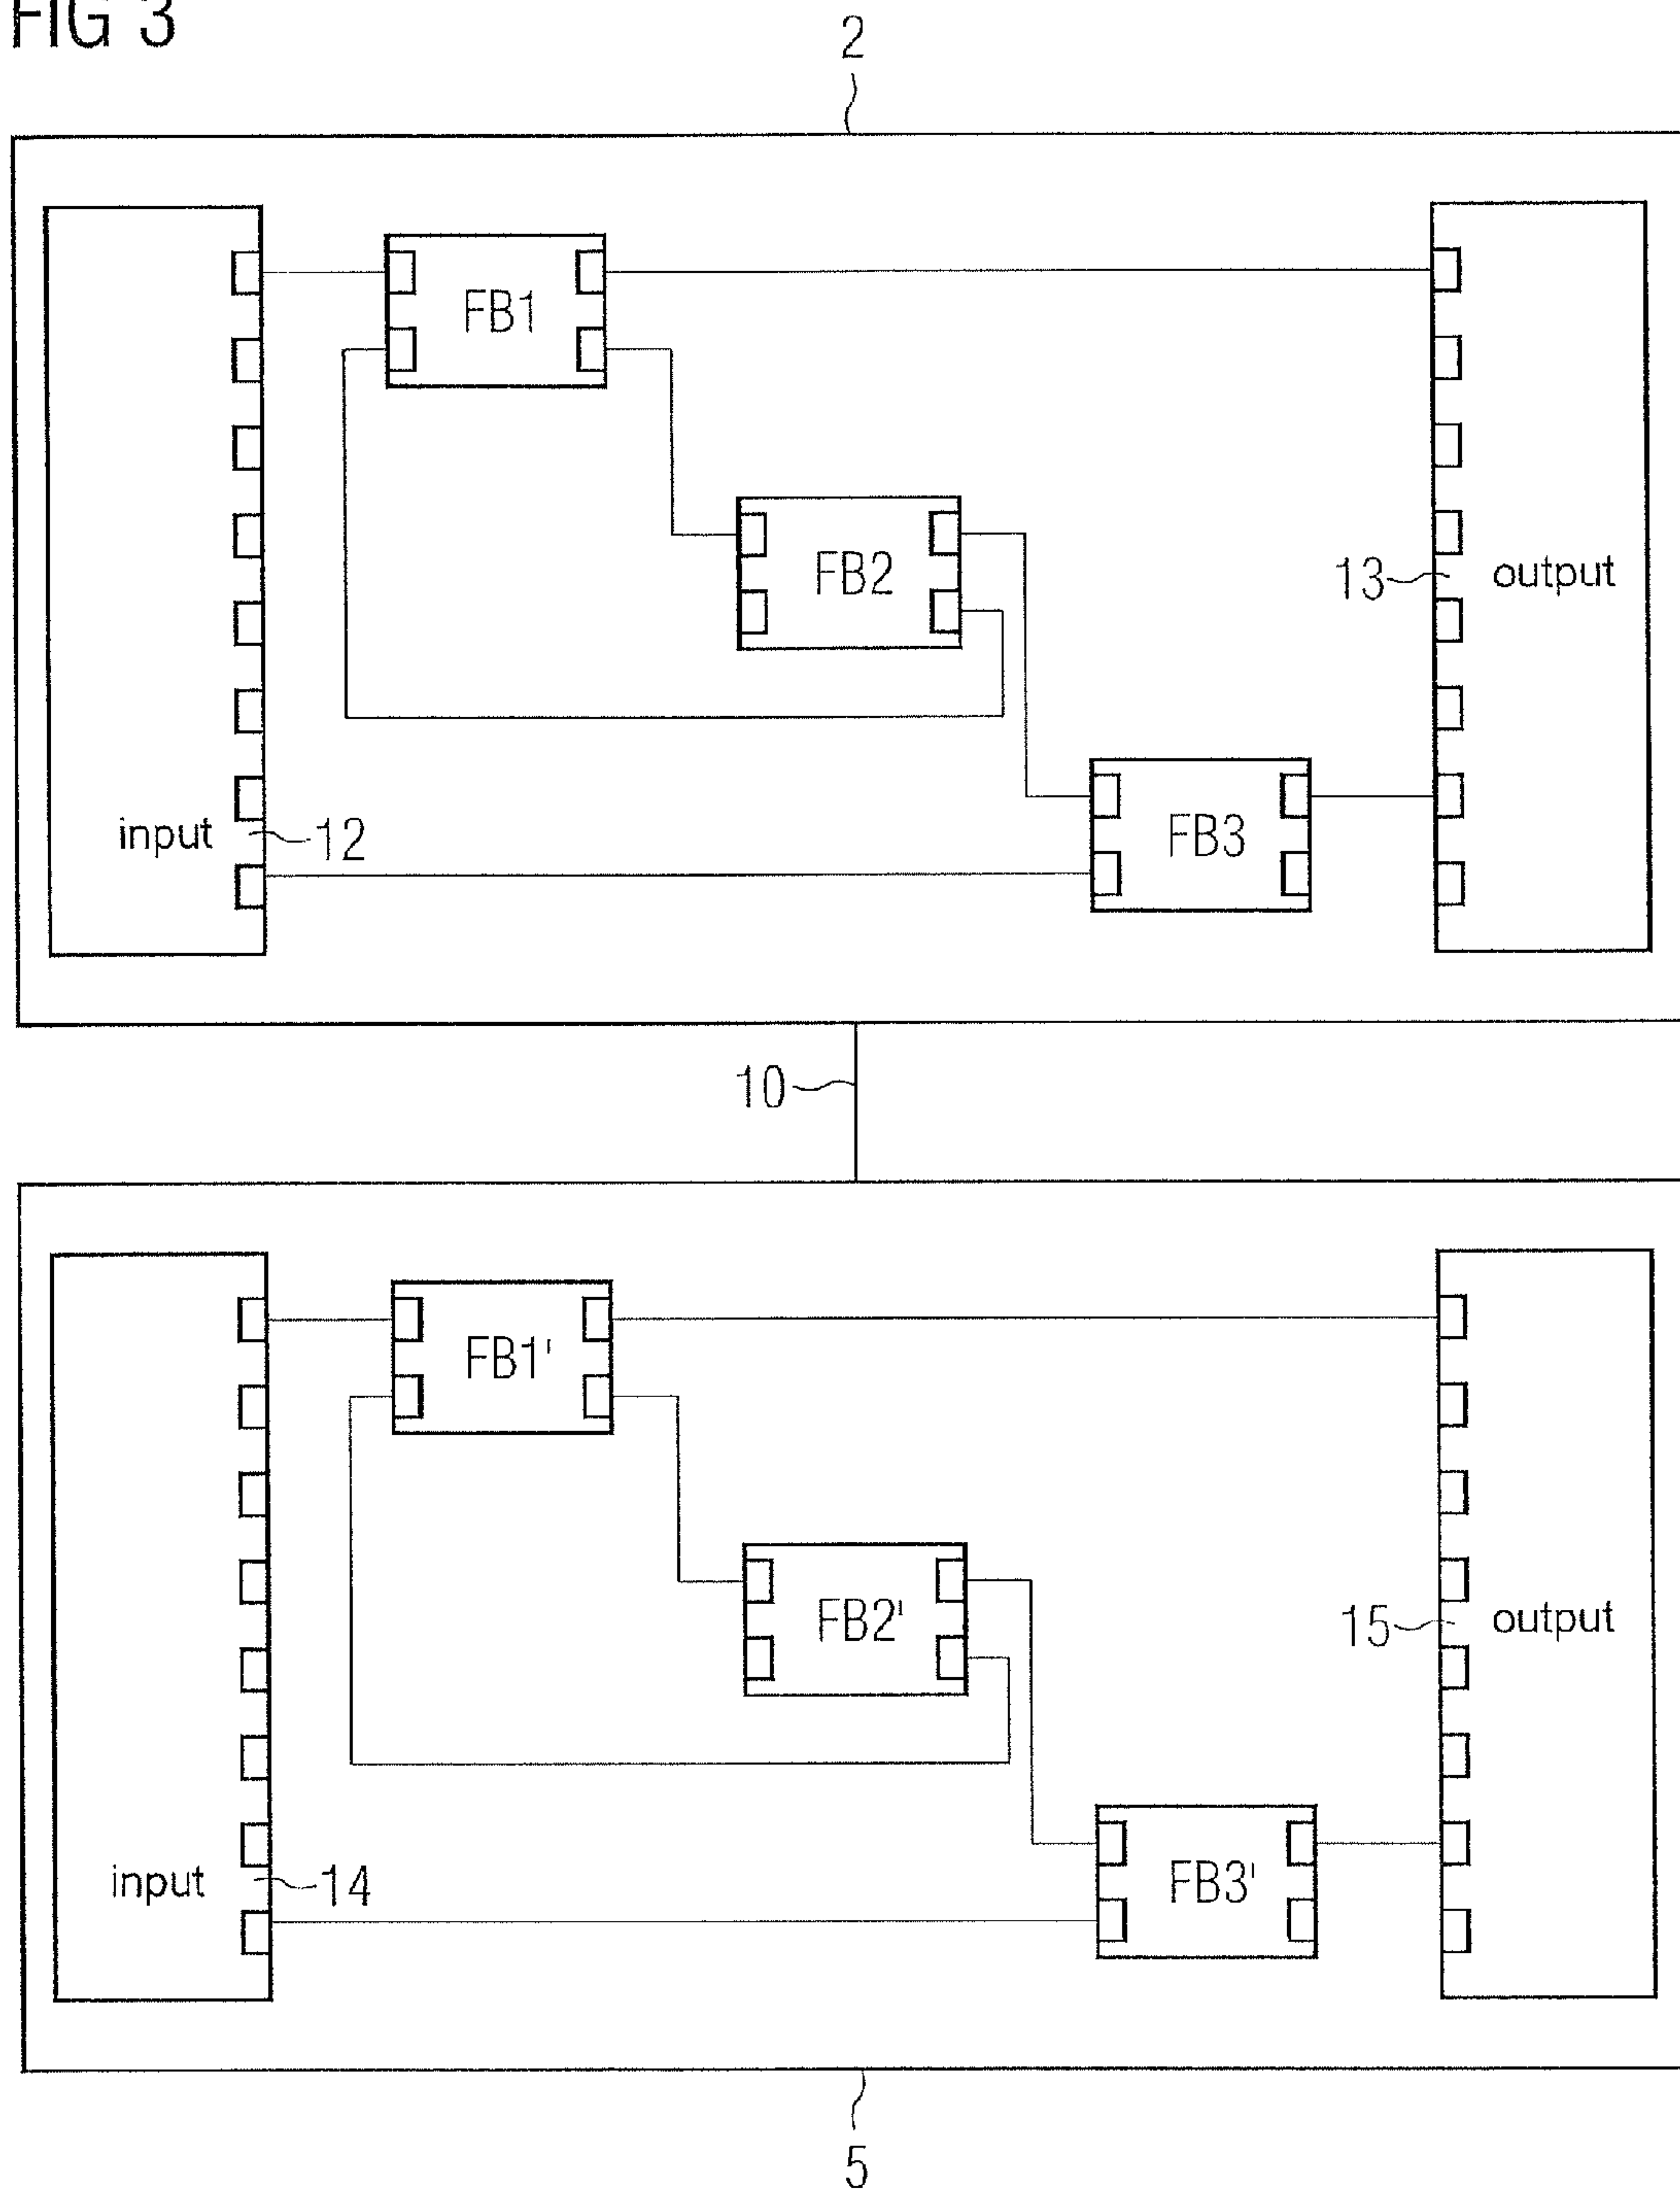 FIG 3
2
FB1
FB2
13
output
input
12
FB3
10
FB1'
FB2'
15
output
input
14
FB3'
5